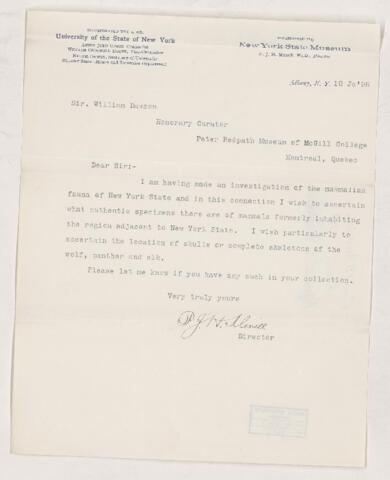 University of the State of New York
New York State Museum
Albany, N. Y. 10 Ja '98
Sir. William Dawson
Honorary Curator
Peter Redpath Museum of McGill College
Montreal, Quebec
Dear Sir:-
I am having made an investigation of the mammalian
fauna of New York State and in this connection I wish to ascertain
what authentic specimens there are of mammals formerly inhabiting
the region adjacent to New York State. I wish particularly to
ascertain the location of skulls or complete skeletons of the
wolf, panther and elk.
Please let me know if you have any such in your collection.
Very truly yours
Director